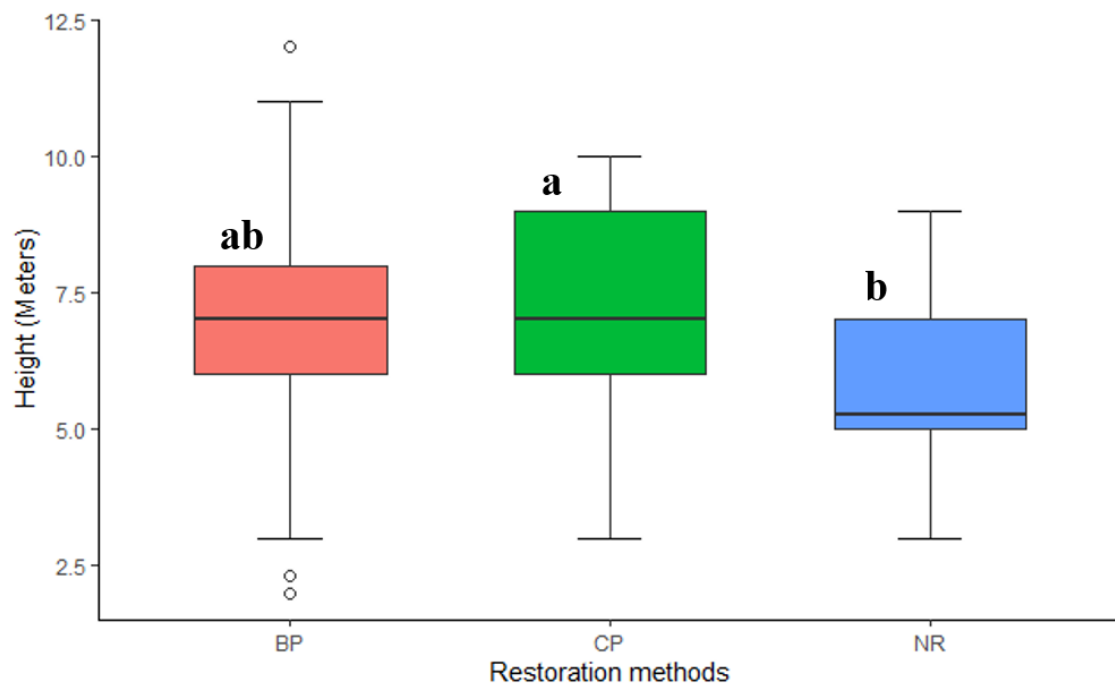 12.5
10.0
7.5
5.0
2.5
Height (Meters)
ab
a
b
BP
CP
NR
Restoration methods